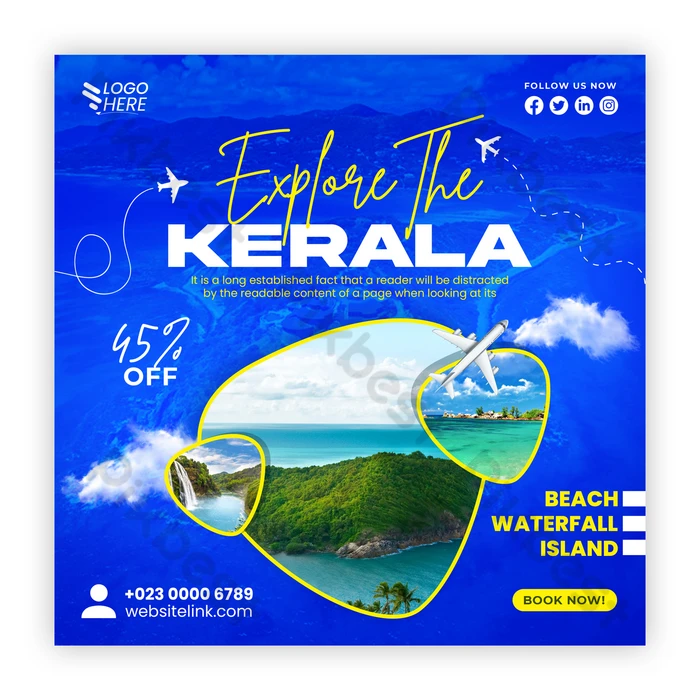 LOGO
HERE
FOLLOW US NOW
Explore The
KERALA
It is a long established fact that a reader will be distracted
by the readable content of a page when looking at its
45%
OFF
BEACH
WATERFALL
ISLAND
+023 0000 6789
websitelink.com
BOOK NOW!